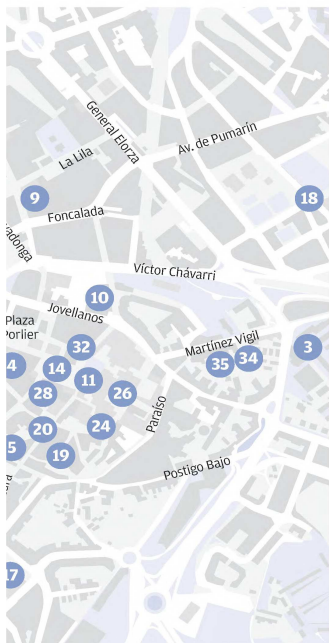 General Elorza
Av. de Pumarín
La Lila
9
18
Foncalada
vadonga
Víctor Chávarri
10
Jovellanos
Plaza
Porlier
Martínez Vigil
32
3
34
35
4
14
11
28
26
Paraíso
24
20
5
19
Postigo Bajo
17